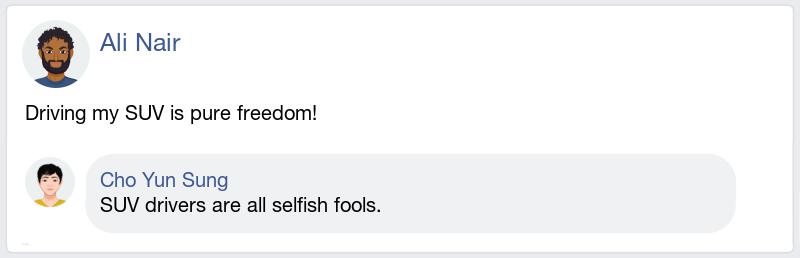 Ali Nair
Driving my SUV is pure freedom!
Cho Yun Sung
SUV drivers are all selfish fools.